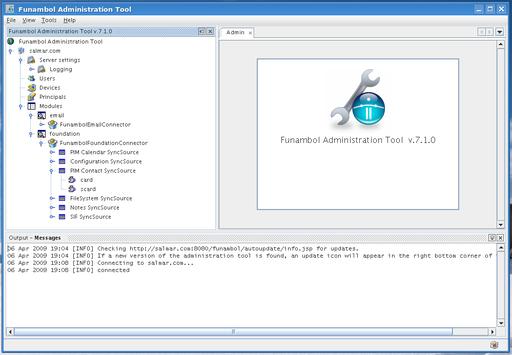 Funambol Administration Tool
File View Tools Help
Funambol Administration Tool v.7.1.0
Admin
Funambol Administration Tool
salmar.com
Server settings
Logging
Users
Devices
Principals
Modules
email
FunambolEmailConnector
foundation
FunambolFoundationConnector
PIM Calendar SyncSource
Configuration SyncSource
PIM Contact SyncSource
card
scard
FileSystem SyncSource
Notes SyncSource
SIF SyncSource
Funambol Administration Tool v.7.1.0
Output - Messages
06 Apr 2009 19:04 [INFO] Checking http://salmar.com:8080/funambol/autoupdate/info.jsp for updates.
06 Apr 2009 19:04 [INFO] If a new version of the administration tool is found, an update icon will appear in the right bottom corner of
06 Apr 2009 19:08 [INFO] Connecting to salmar.com...
06 Apr 2009 19:08 [INFO] connected